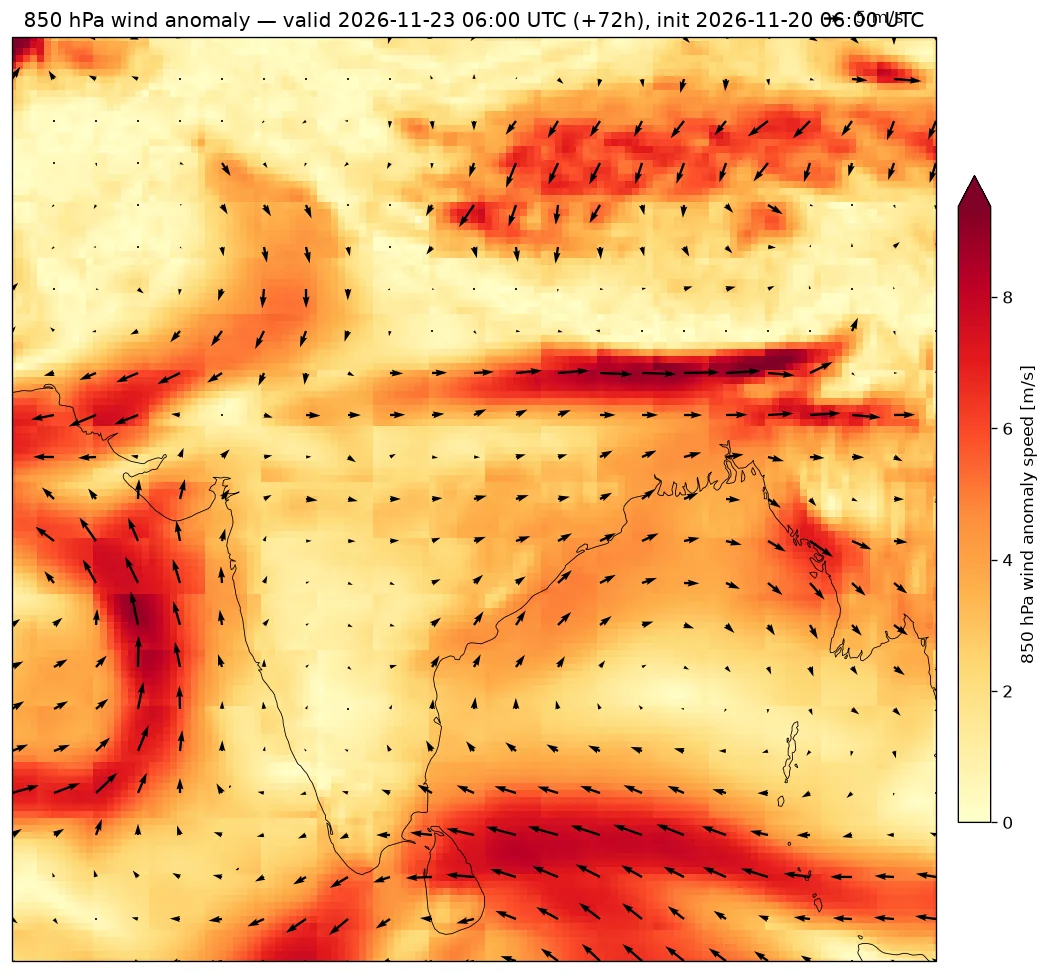 850 hPa wind anomaly — valid 2026-11-23 06:00 UTC (+72h), init 2026-11-20 06:00 UTC
5 m/s
8
6
4
2
0
850 hPa wind anomaly speed [m/s]